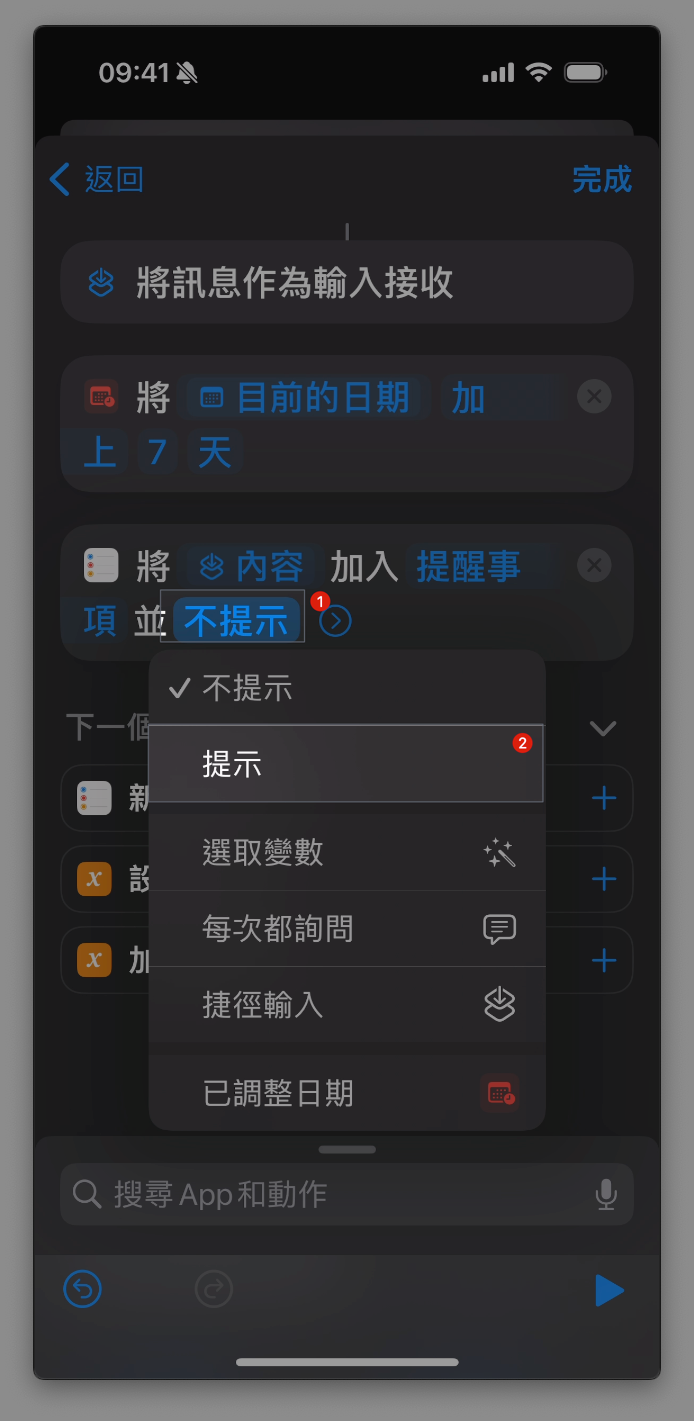 09:41
返回
完成
將訊息作為輸入接收
將 目前的日期 加
上 7 天
將 內容 加入 提醒事
項 並 不提示
1
不提示
下一個
提示
2
新
選取變數
設
x
每次都詢問
加
x
捷徑輸入
已調整日期
搜尋 App 和動作